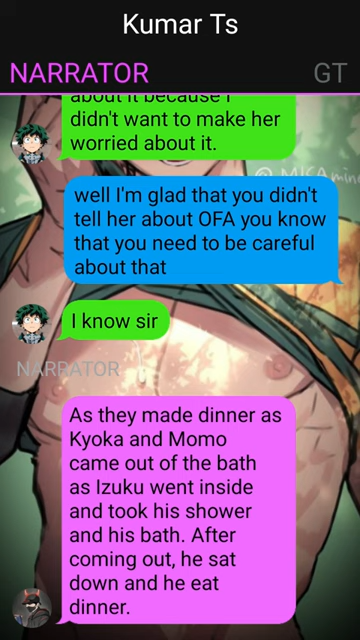 Kumar Ts
NARRATOR GT
about it because I
didn't want to make her
worried about it.
well I'm glad that you didn't
tell her about OFA you know
that you need to be careful
about that
I know sir
NARRATOR
As they made dinner as
Kyoka and Momo
came out of the bath
as Izuku went inside
and took his shower
and his bath. After
coming out, he sat
down and he eat
dinner.